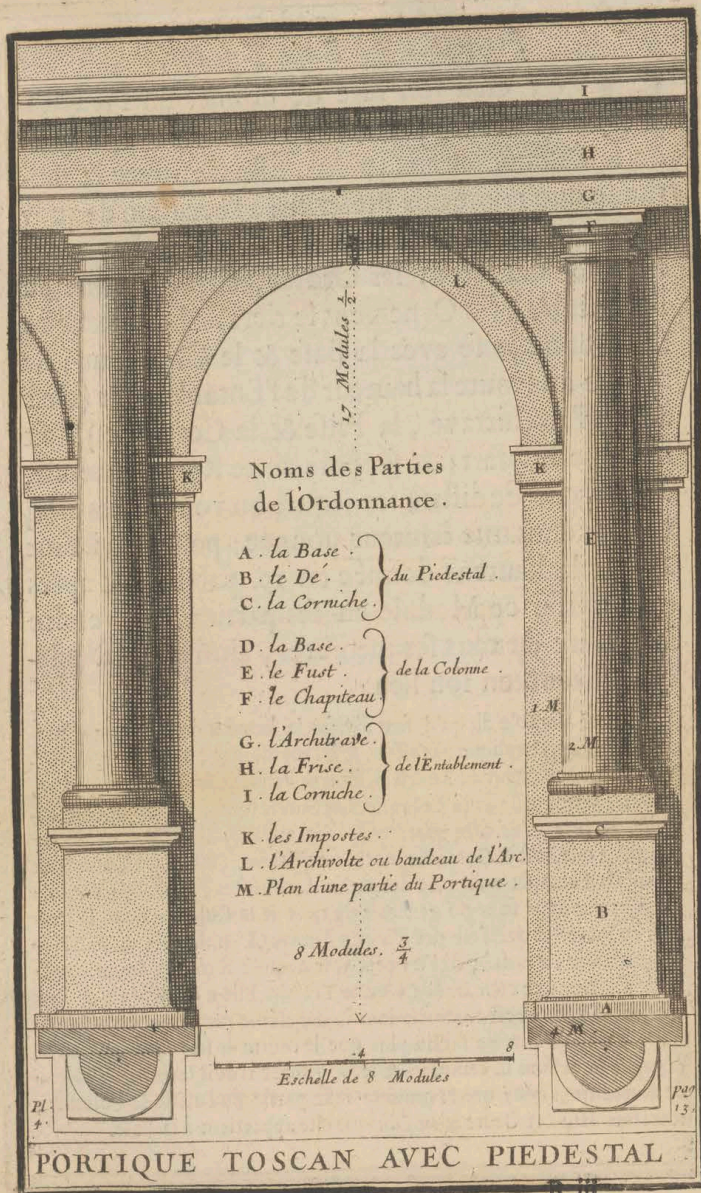 I
H
G
F
L
17 Modules 1/2.
K
K
Noms des Parties
de l'Ordonnance.
E
A. la Base.
B. le Dé. du Piedestal.
C. la Corniche.
D. la Base.
E. le Fust. de la Colonne.
F. le Chapiteau
1 M
G. l'Architrave.
2 M
H. la Frise. de l'Entablement.
I. la Corniche.
D
C
K. les Impostes.
L. l'Archivolte ou bandeau de l'Arc.
M. Plan d'une partie du Portique.
B
8 Modules. 3/4
A
4 M.
4 8
Eschelle de 8 Modules
Pl.
4.
pag
13.
PORTIQUE TOSCAN AVEC PIEDESTAL